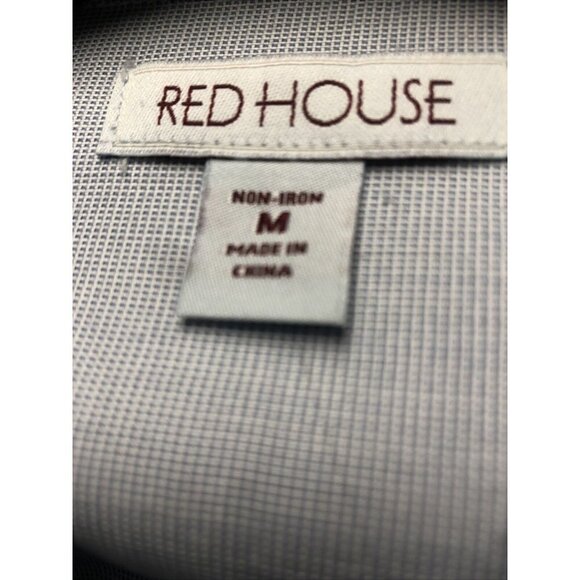 RED HOUSE
NON-IRON
M
MADE IN
CHINA